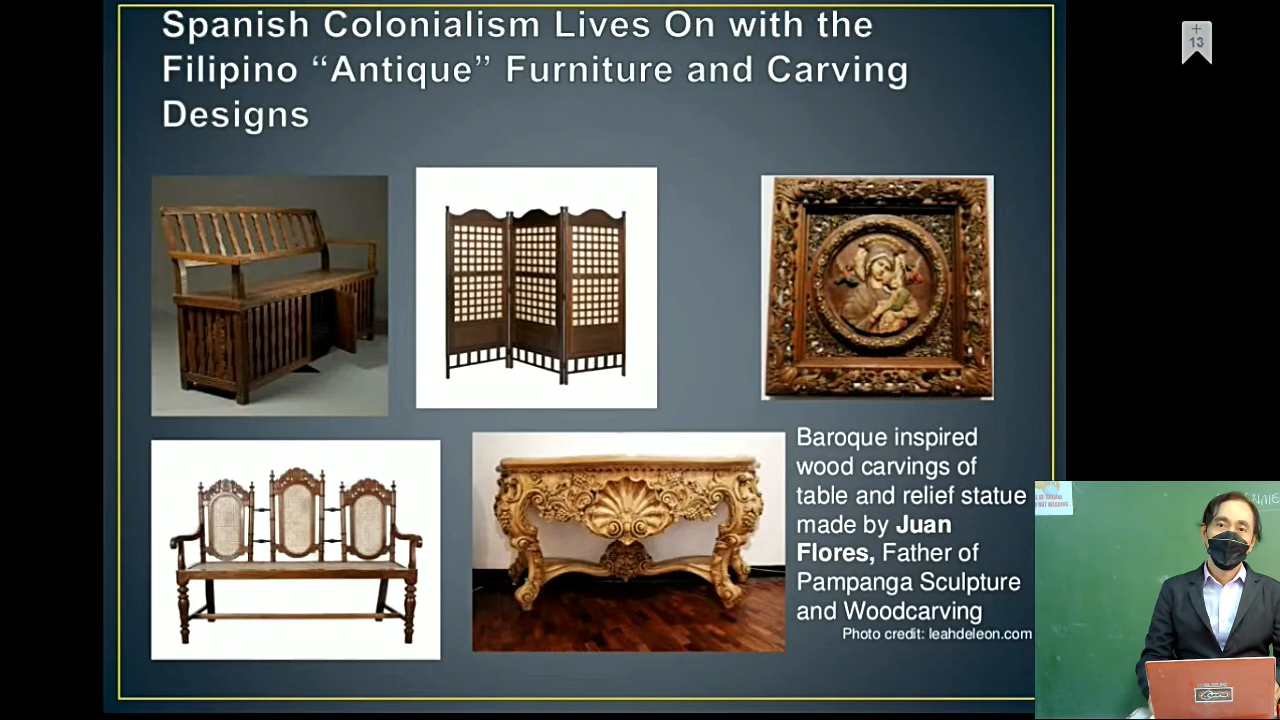 Spanish Colonialism Lives On with the
Filipino “Antique” Furniture and Carving
Designs
+
13
Baroque inspired
wood carvings of
table and relief statue
made by Juan
Flores, Father of
Pampanga Sculpture
and Woodcarving
Photo credit: leahdeleon.com